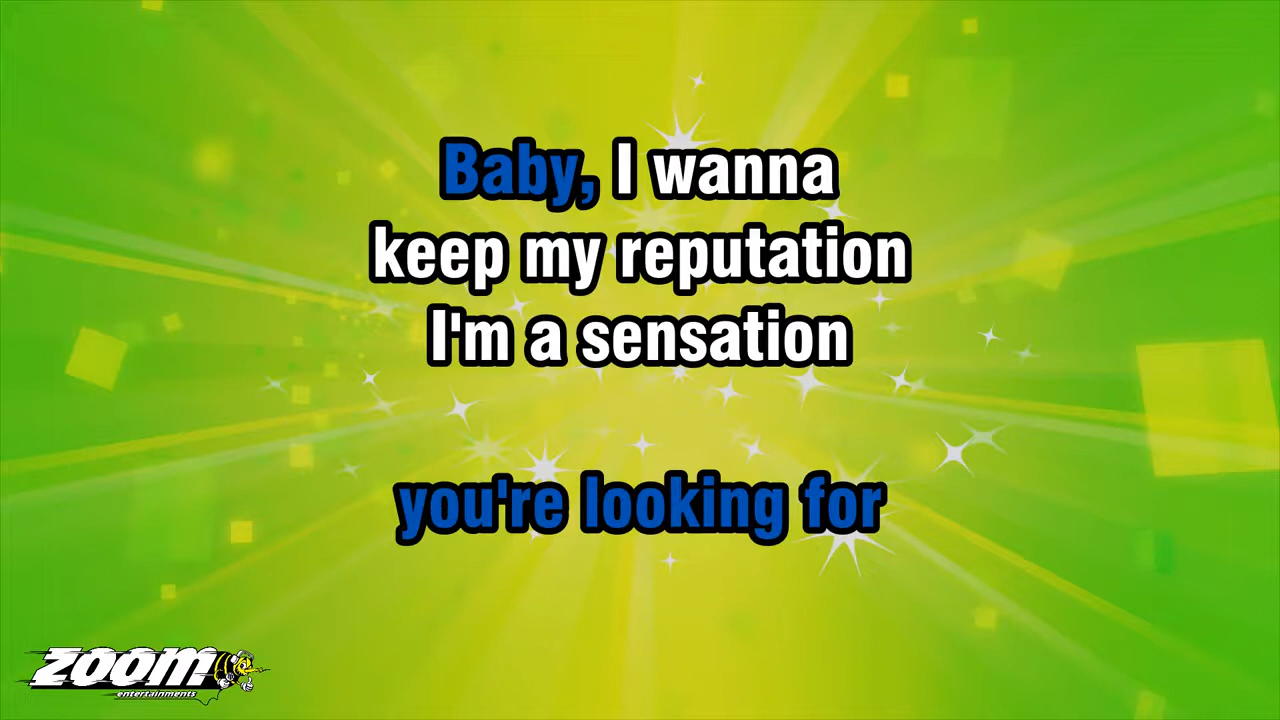 Baby, I wanna
keep my reputation
I'm a sensation
you're looking for
ZOOM
entertainments